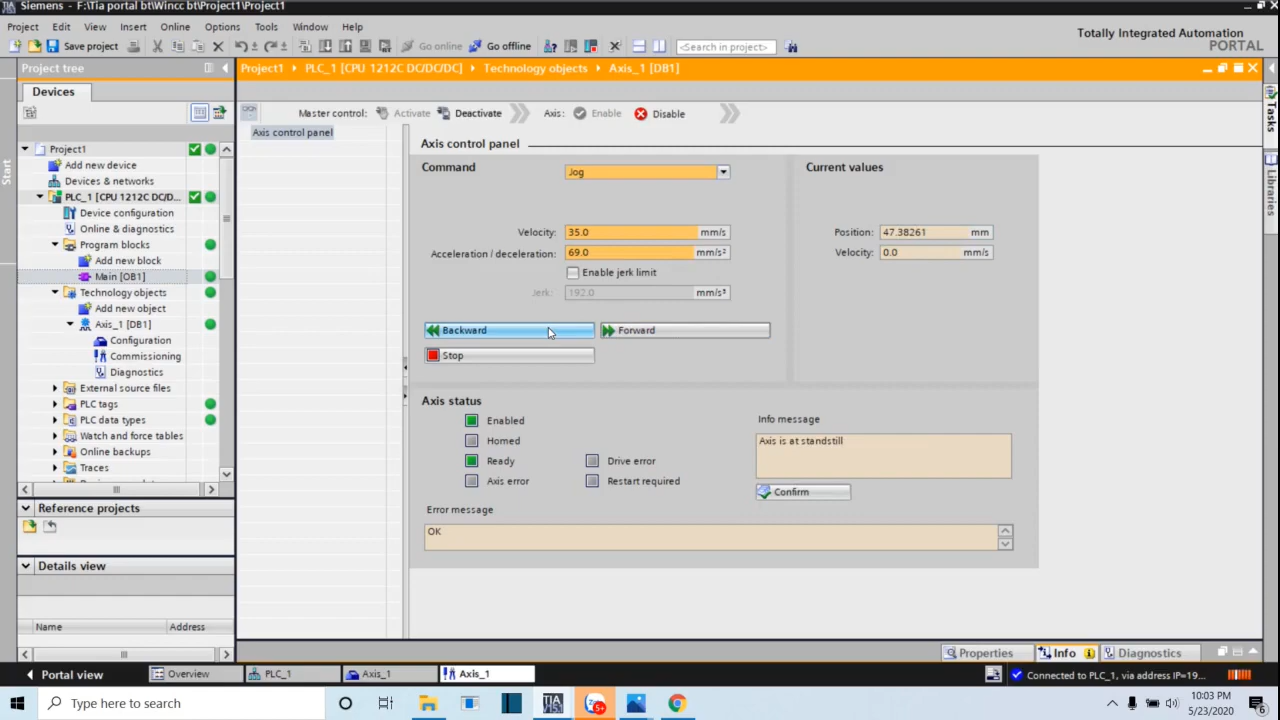 Siemens - F:\Tia portal bt\Wincc bt\Project1\Project1
Project Edit View Insert Online Options Tools Window Help
Totally Integrated Automation
PORTAL
Save project
Go online
Go offline
<Search in project>
Project tree
Project1 PLC_1 [CPU 1212C DC/DC/DC] Technology objects Axis_1 [DB1]
Devices
Start
Tasks
Libraries
Master control: Activate Deactivate Axis: Enable Disable
Project1
Add new device
Devices & networks
PLC_1 [CPU 1212C DC/D...
Device configuration
Online & diagnostics
Program blocks
Add new block
Main [OB1]
Technology objects
Add new object
Axis_1 [DB1]
Configuration
Commissioning
Diagnostics
External source files
PLC tags
PLC data types
Watch and force tables
Online backups
Traces
Reference projects
Details view
Name Address
Axis control panel
Axis control panel
Command
Jog
Velocity: 35.0 mm/s
Acceleration / deceleration: 69.0 mm/s²
Enable jerk limit
Jerk: 192.0 mm/s³
Backward
Forward
Stop
Current values
Position: 47.38261 mm
Velocity: 0.0 mm/s
Axis status
Enabled
Homed
Ready
Axis error
Drive error
Restart required
Info message
Axis is at standstill
Confirm
Error message
OK
Properties Info Diagnostics
Portal view Overview PLC_1 Axis_1 Axis_1
Connected to PLC_1, via address IP=19...
Type here to search
TIA
5+
10:03 PM
5/23/2020
6